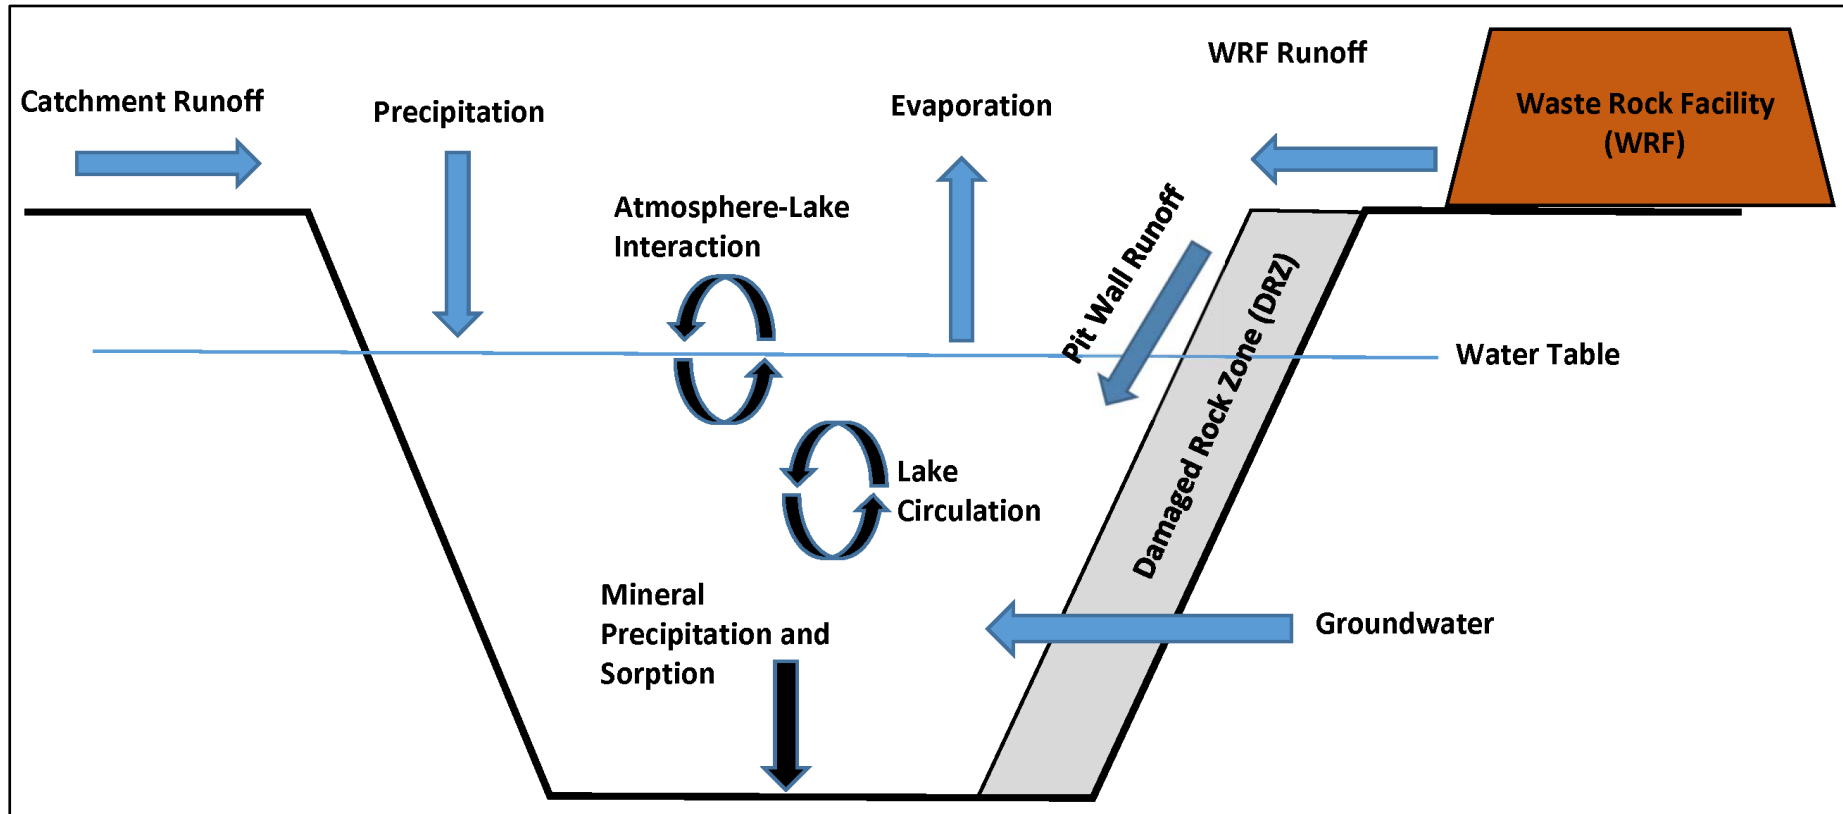 WRF Runoff
Catchment Runoff
Precipitation
Evaporation
Waste Rock Facility
(WRF)
Atmosphere-Lake
Interaction
Pit Wall Runoff
Damaged Rock Zone (DRZ)
Water Table
Lake
Circulation
Mineral
Precipitation and
Sorption
Groundwater